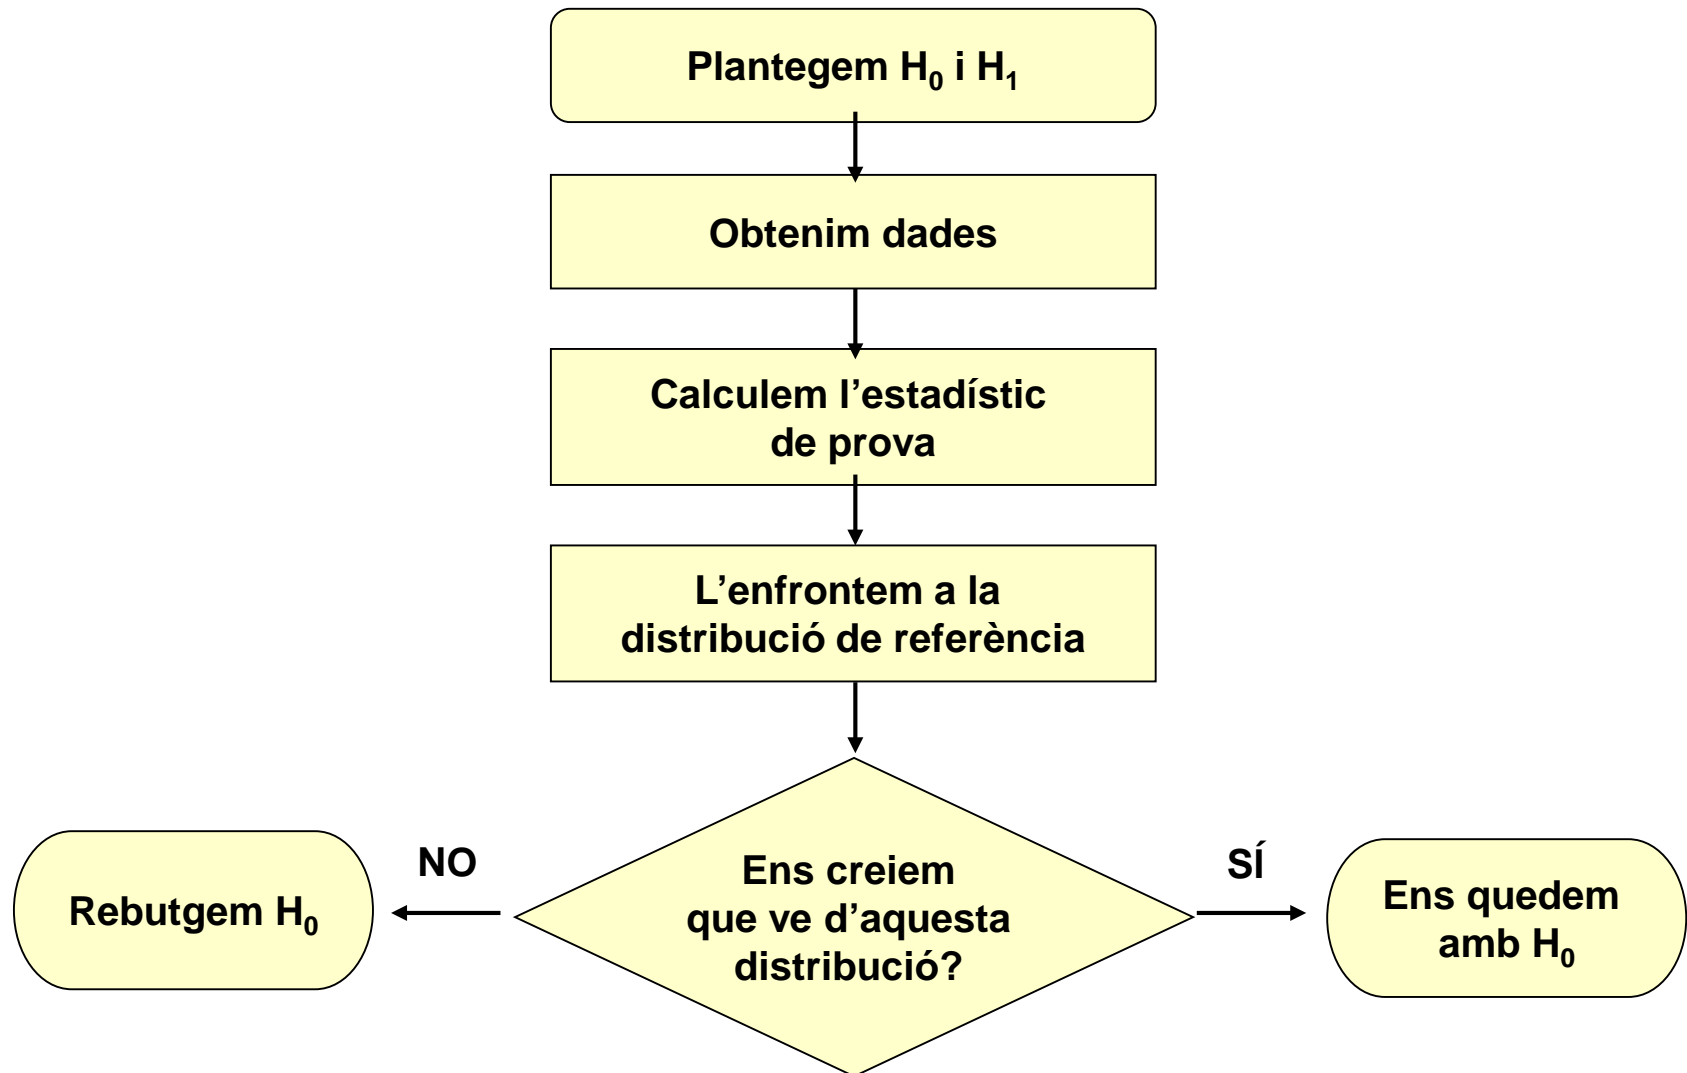 Plantegem H₀ i H₁
Obtenim dades
Calculem l’estadístic
de prova
L’enfrontem a la
distribució de referència
NO
Ens creiem
que ve d’aquesta
distribució?
SÍ
Rebutgem H₀
Ens quedem
amb H₀